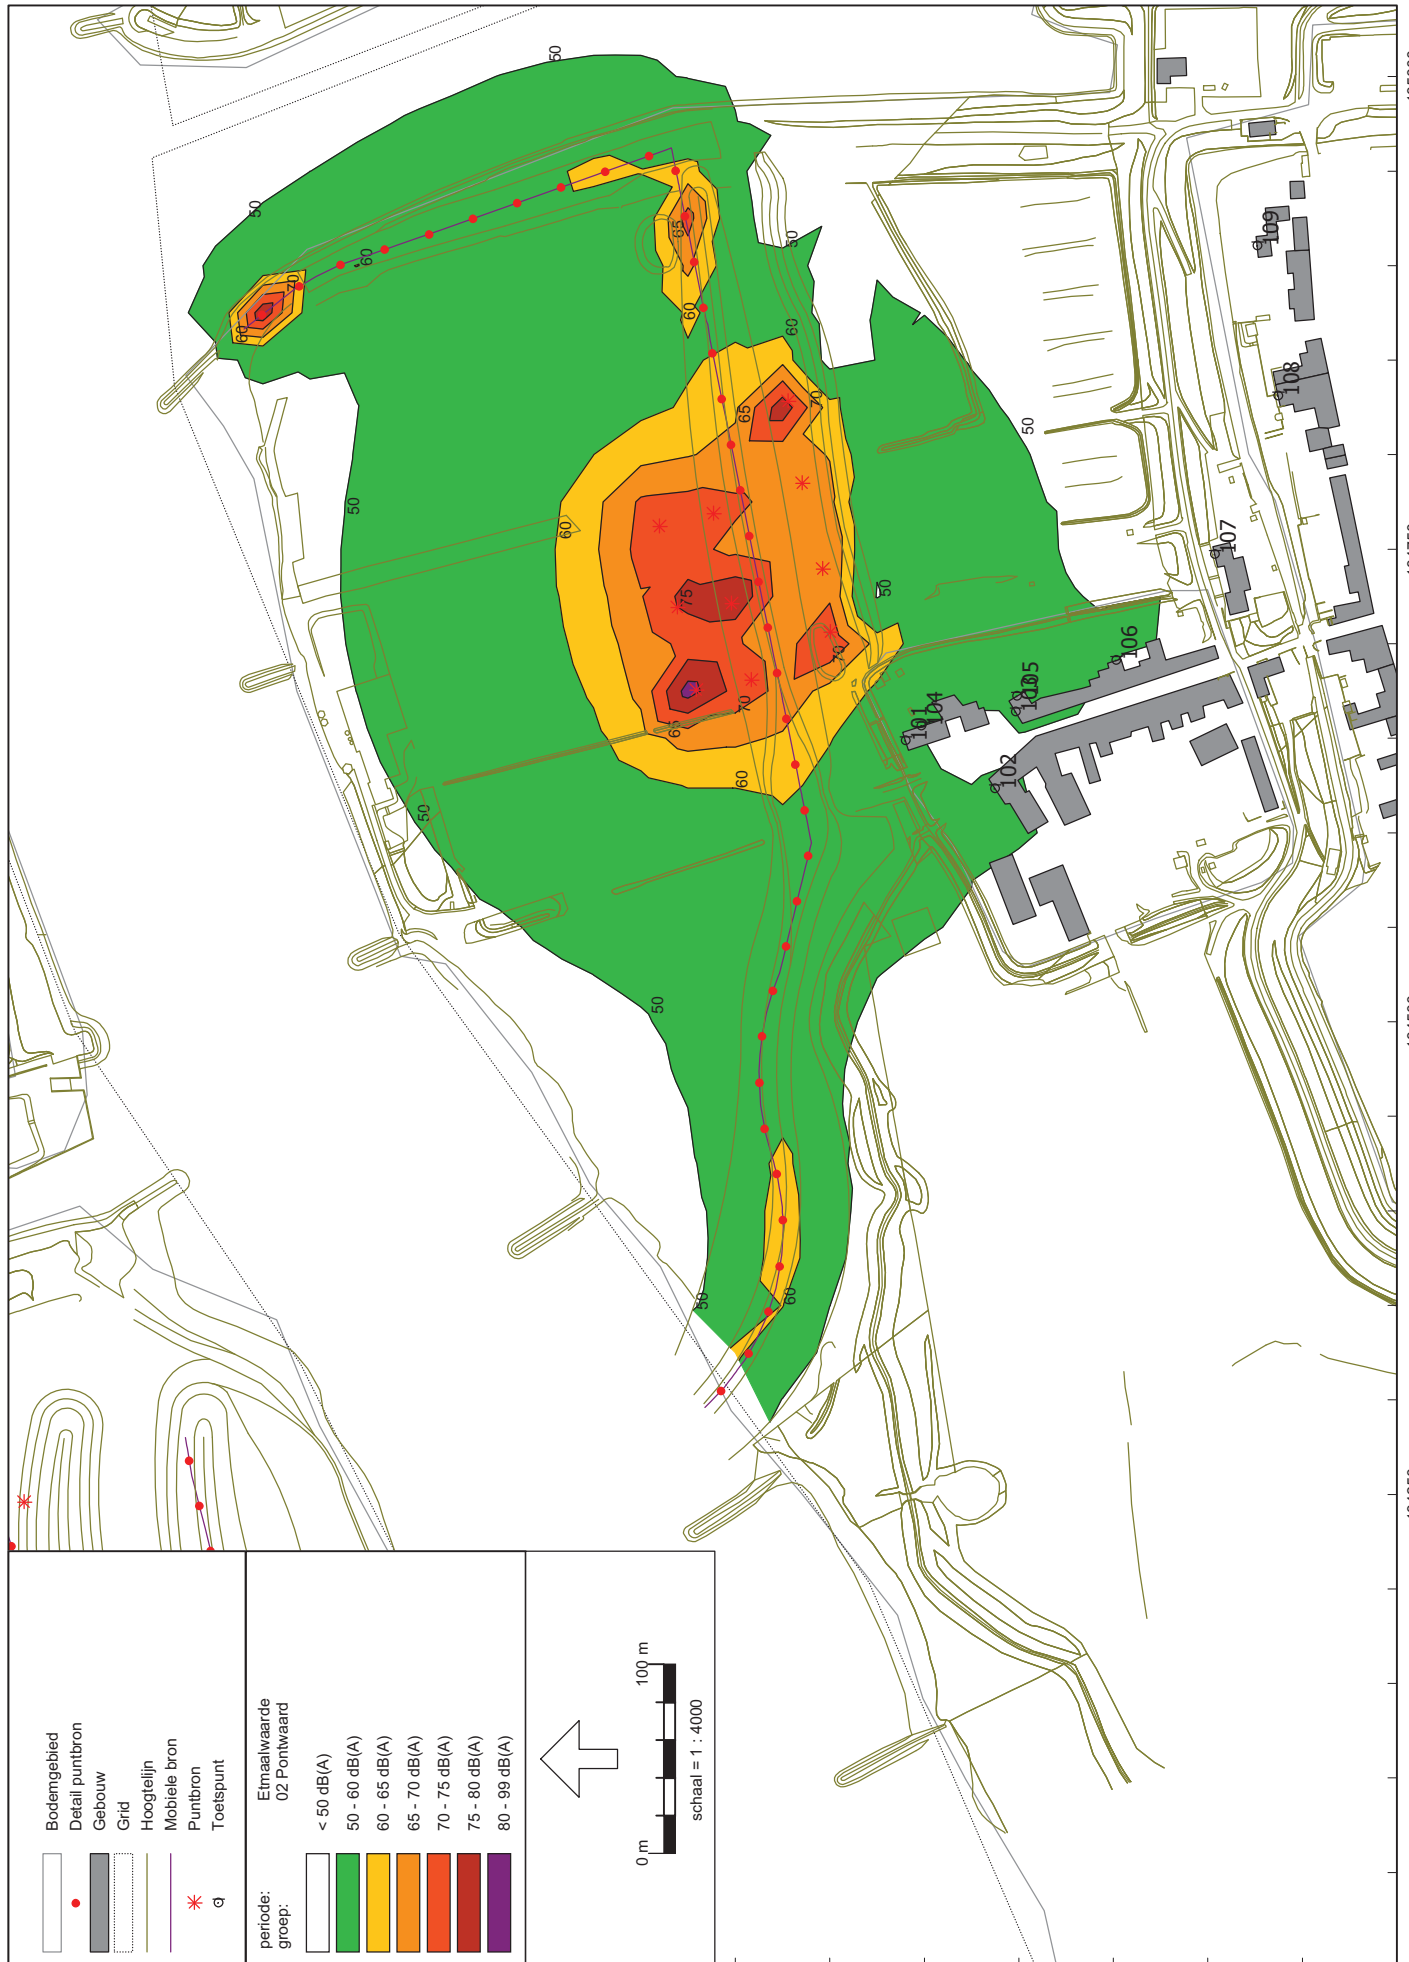 Bodemgebied
Detail puntbron
Gebouw
Grid
Hoogtelijn
Mobiele bron
Puntbron
Toetspunt
periode: Etmaalwaarde
groep: 02 Pontwaard
< 50 dB(A)
50 - 60 dB(A)
60 - 65 dB(A)
65 - 70 dB(A)
70 - 75 dB(A)
75 - 80 dB(A)
80 - 99 dB(A)
0 m 100 m
schaal = 1 : 4000
50
50
60
70
60
65
60
50
60
50
60
65
70
50
50
75
70
65
70
60
50
50
50
60
101
104
102
103
105
106
107
108
109